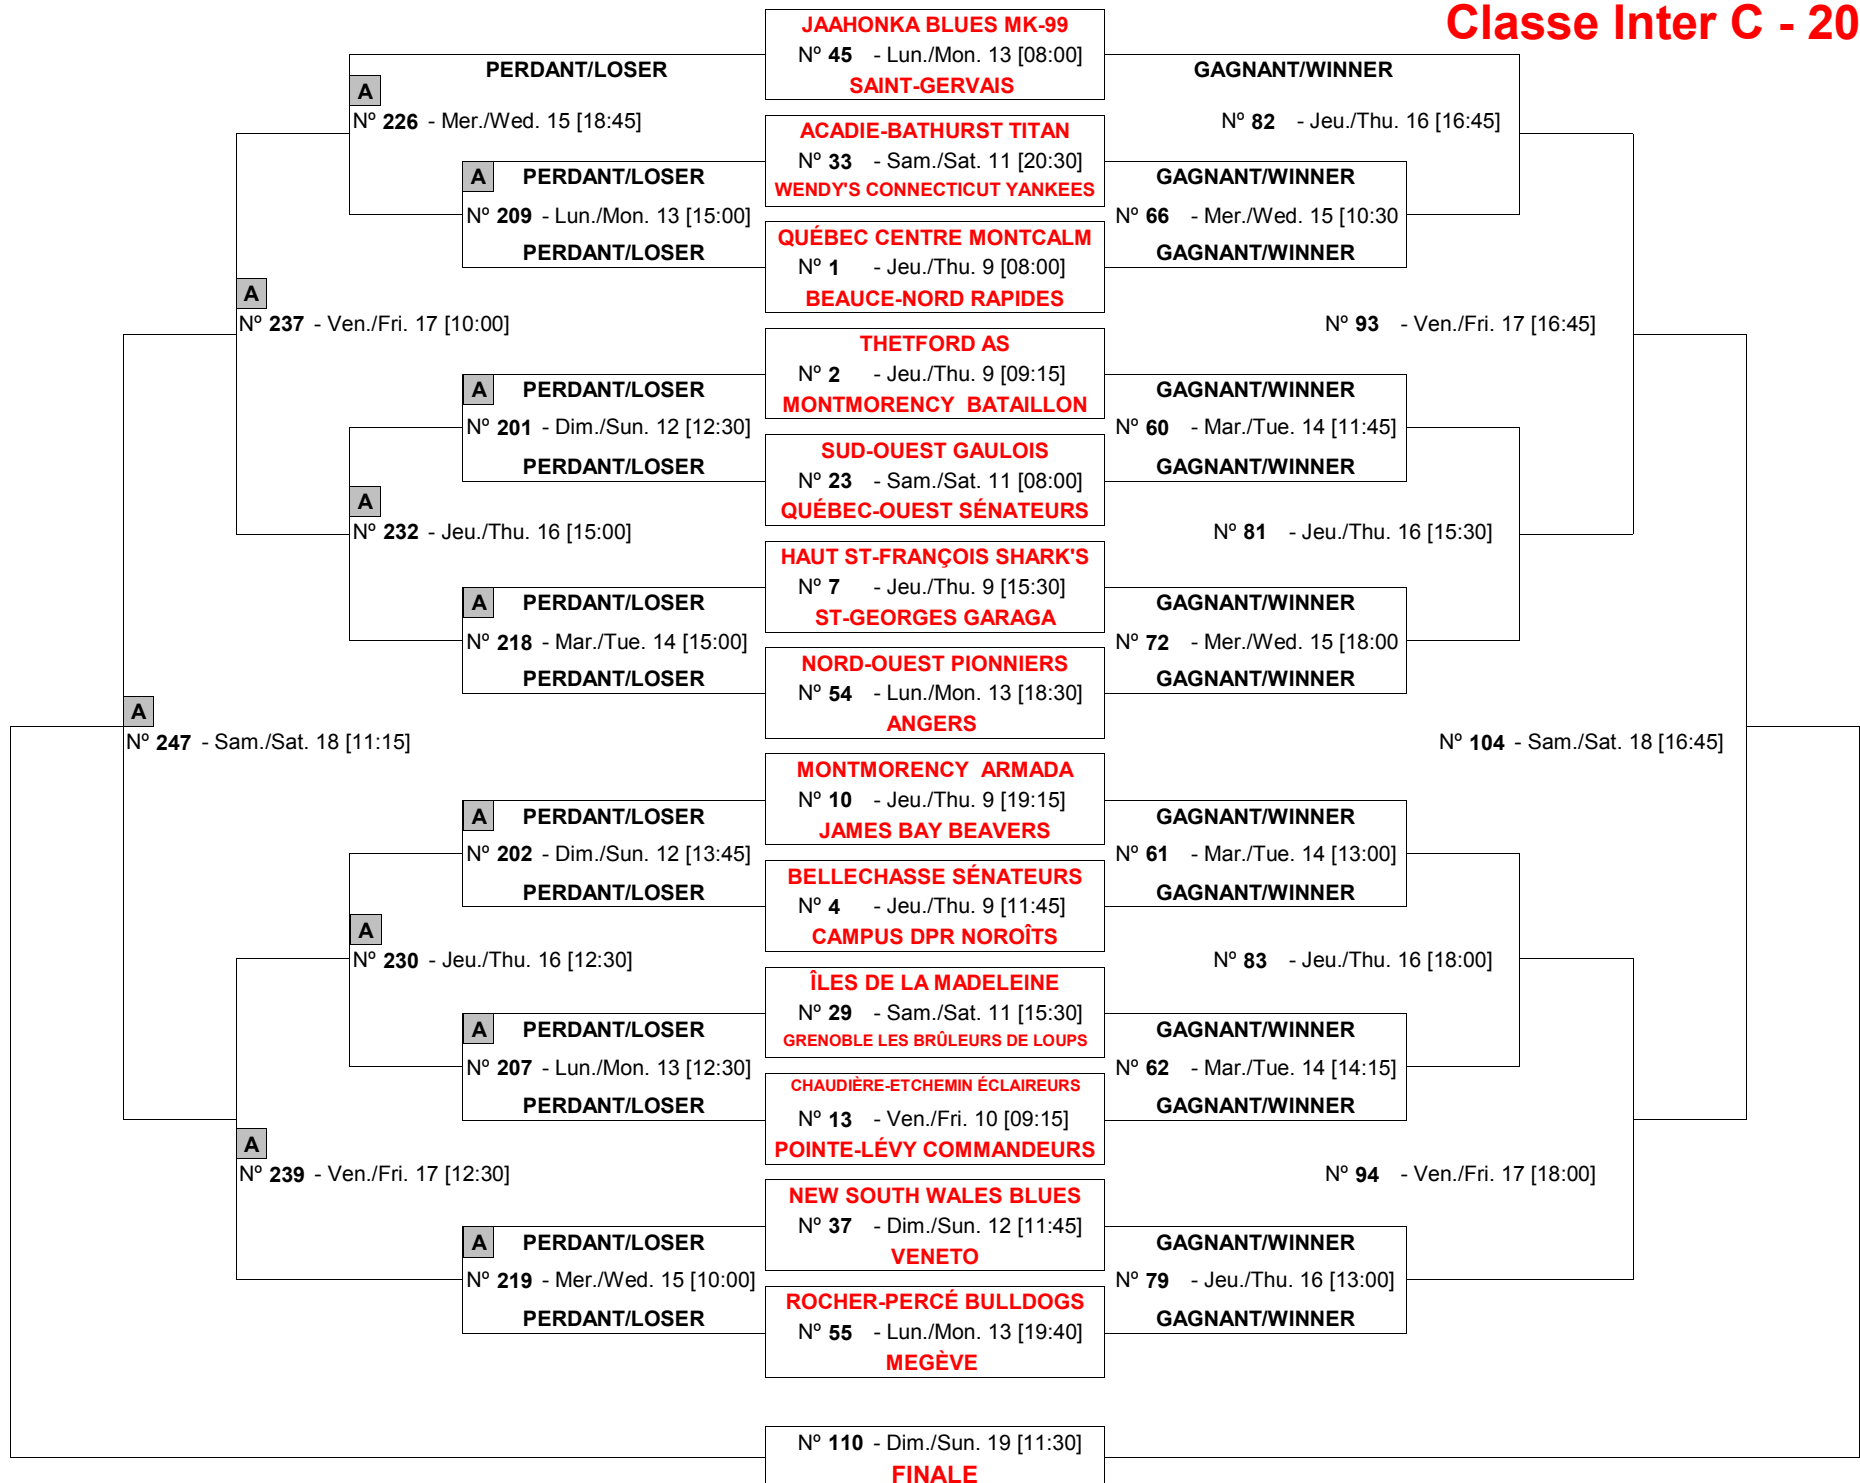 Classe Inter C - 20
JAAHONKA BLUES MK-99
Nº 45 - Lun./Mon. 13 [08:00]
SAINT-GERVAIS
PERDANT/LOSER
GAGNANT/WINNER
A
Nº 226 - Mer./Wed. 15 [18:45]
Nº 82 - Jeu./Thu. 16 [16:45]
ACADIE-BATHURST TITAN
Nº 33 - Sam./Sat. 11 [20:30]
WENDY'S CONNECTICUT YANKEES
A PERDANT/LOSER
GAGNANT/WINNER
Nº 209 - Lun./Mon. 13 [15:00]
Nº 66 - Mer./Wed. 15 [10:30
PERDANT/LOSER
GAGNANT/WINNER
QUÉBEC CENTRE MONTCALM
Nº 1 - Jeu./Thu. 9 [08:00]
BEAUCE-NORD RAPIDES
A
Nº 237 - Ven./Fri. 17 [10:00]
Nº 93 - Ven./Fri. 17 [16:45]
THETFORD AS
Nº 2 - Jeu./Thu. 9 [09:15]
MONTMORENCY BATAILLON
A PERDANT/LOSER
GAGNANT/WINNER
Nº 201 - Dim./Sun. 12 [12:30]
Nº 60 - Mar./Tue. 14 [11:45]
PERDANT/LOSER
GAGNANT/WINNER
SUD-OUEST GAULOIS
Nº 23 - Sam./Sat. 11 [08:00]
QUÉBEC-OUEST SÉNATEURS
A
Nº 232 - Jeu./Thu. 16 [15:00]
Nº 81 - Jeu./Thu. 16 [15:30]
HAUT ST-FRANÇOIS SHARK'S
Nº 7 - Jeu./Thu. 9 [15:30]
ST-GEORGES GARAGA
A PERDANT/LOSER
GAGNANT/WINNER
Nº 218 - Mar./Tue. 14 [15:00]
Nº 72 - Mer./Wed. 15 [18:00
PERDANT/LOSER
GAGNANT/WINNER
NORD-OUEST PIONNIERS
Nº 54 - Lun./Mon. 13 [18:30]
ANGERS
A
Nº 247 - Sam./Sat. 18 [11:15]
Nº 104 - Sam./Sat. 18 [16:45]
MONTMORENCY ARMADA
Nº 10 - Jeu./Thu. 9 [19:15]
JAMES BAY BEAVERS
A PERDANT/LOSER
GAGNANT/WINNER
Nº 202 - Dim./Sun. 12 [13:45]
Nº 61 - Mar./Tue. 14 [13:00]
PERDANT/LOSER
GAGNANT/WINNER
BELLECHASSE SÉNATEURS
Nº 4 - Jeu./Thu. 9 [11:45]
CAMPUS DPR NOROÎTS
A
Nº 230 - Jeu./Thu. 16 [12:30]
Nº 83 - Jeu./Thu. 16 [18:00]
ÎLES DE LA MADELEINE
Nº 29 - Sam./Sat. 11 [15:30]
GRENOBLE LES BRÛLEURS DE LOUPS
A PERDANT/LOSER
GAGNANT/WINNER
Nº 207 - Lun./Mon. 13 [12:30]
Nº 62 - Mar./Tue. 14 [14:15]
PERDANT/LOSER
GAGNANT/WINNER
CHAUDIÈRE-ETCHEMIN ÉCLAIREURS
Nº 13 - Ven./Fri. 10 [09:15]
POINTE-LÉVY COMMANDEURS
A
Nº 239 - Ven./Fri. 17 [12:30]
Nº 94 - Ven./Fri. 17 [18:00]
NEW SOUTH WALES BLUES
Nº 37 - Dim./Sun. 12 [11:45]
VENETO
A PERDANT/LOSER
GAGNANT/WINNER
Nº 219 - Mer./Wed. 15 [10:00]
Nº 79 - Jeu./Thu. 16 [13:00]
PERDANT/LOSER
GAGNANT/WINNER
ROCHER-PERCÉ BULLDOGS
Nº 55 - Lun./Mon. 13 [19:40]
MEGÈVE
Nº 110 - Dim./Sun. 19 [11:30]
FINALE